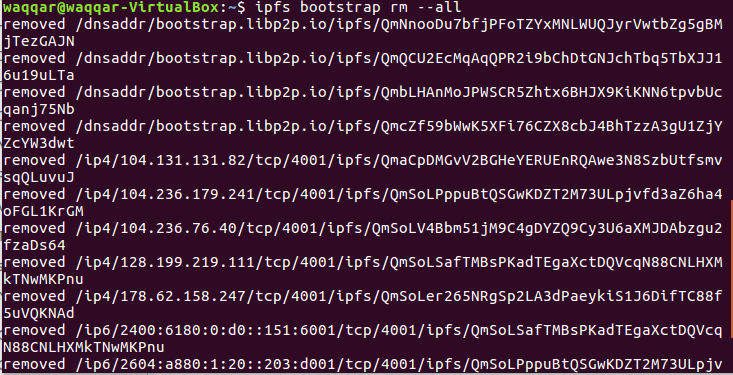 waqqar@waqqar-VirtualBox:~$ ipfs bootstrap rm --all
removed /dnsaddr/bootstrap.libp2p.io/ipfs/QmNnooDu7bfjPFoTZYxMNLWUQJyrVwtbZg5gBM
jTezGAJN
removed /dnsaddr/bootstrap.libp2p.io/ipfs/QmQCU2EcMqAqQPR2i9bChDtGNJchTbq5TbXJJ1
6u19uLTa
removed /dnsaddr/bootstrap.libp2p.io/ipfs/QmbLHAnMoJPWSCR5Zhtx6BHJX9KiKNN6tpvbUc
qanj75Nb
removed /dnsaddr/bootstrap.libp2p.io/ipfs/QmcZf59bWwK5XFi76CZX8cbJ4BhTzzA3gU1ZjY
ZcYW3dwt
removed /ip4/104.131.131.82/tcp/4001/ipfs/QmaCpDMGvV2BGHeYERUEnRQAwe3N8SzbUtfsmv
sqQLuvuJ
removed /ip4/104.236.179.241/tcp/4001/ipfs/QmSoLPppuBtQSGwKDZT2M73ULpjvfd3aZ6ha4
oFGL1KrGM
removed /ip4/104.236.76.40/tcp/4001/ipfs/QmSoLV4Bbm51jM9C4gDYZQ9Cy3U6aXMJDAbzgu2
fzaDs64
removed /ip4/128.199.219.111/tcp/4001/ipfs/QmSoLSafTMBsPKadTEgaXctDQVcqN88CNLHXM
kTNwMKPnu
removed /ip4/178.62.158.247/tcp/4001/ipfs/QmSoLer265NRgSp2LA3dPaeykiS1J6DifTC88f
5uVQKNAd
removed /ip6/2400:6180:0:d0::151:6001/tcp/4001/ipfs/QmSoLSafTMBsPKadTEgaXctDQVcq
N88CNLHXMkTNwMKPnu
removed /ip6/2604:a880:1:20::203:d001/tcp/4001/ipfs/QmSoLPppuBtQSGwKDZT2M73ULpjv